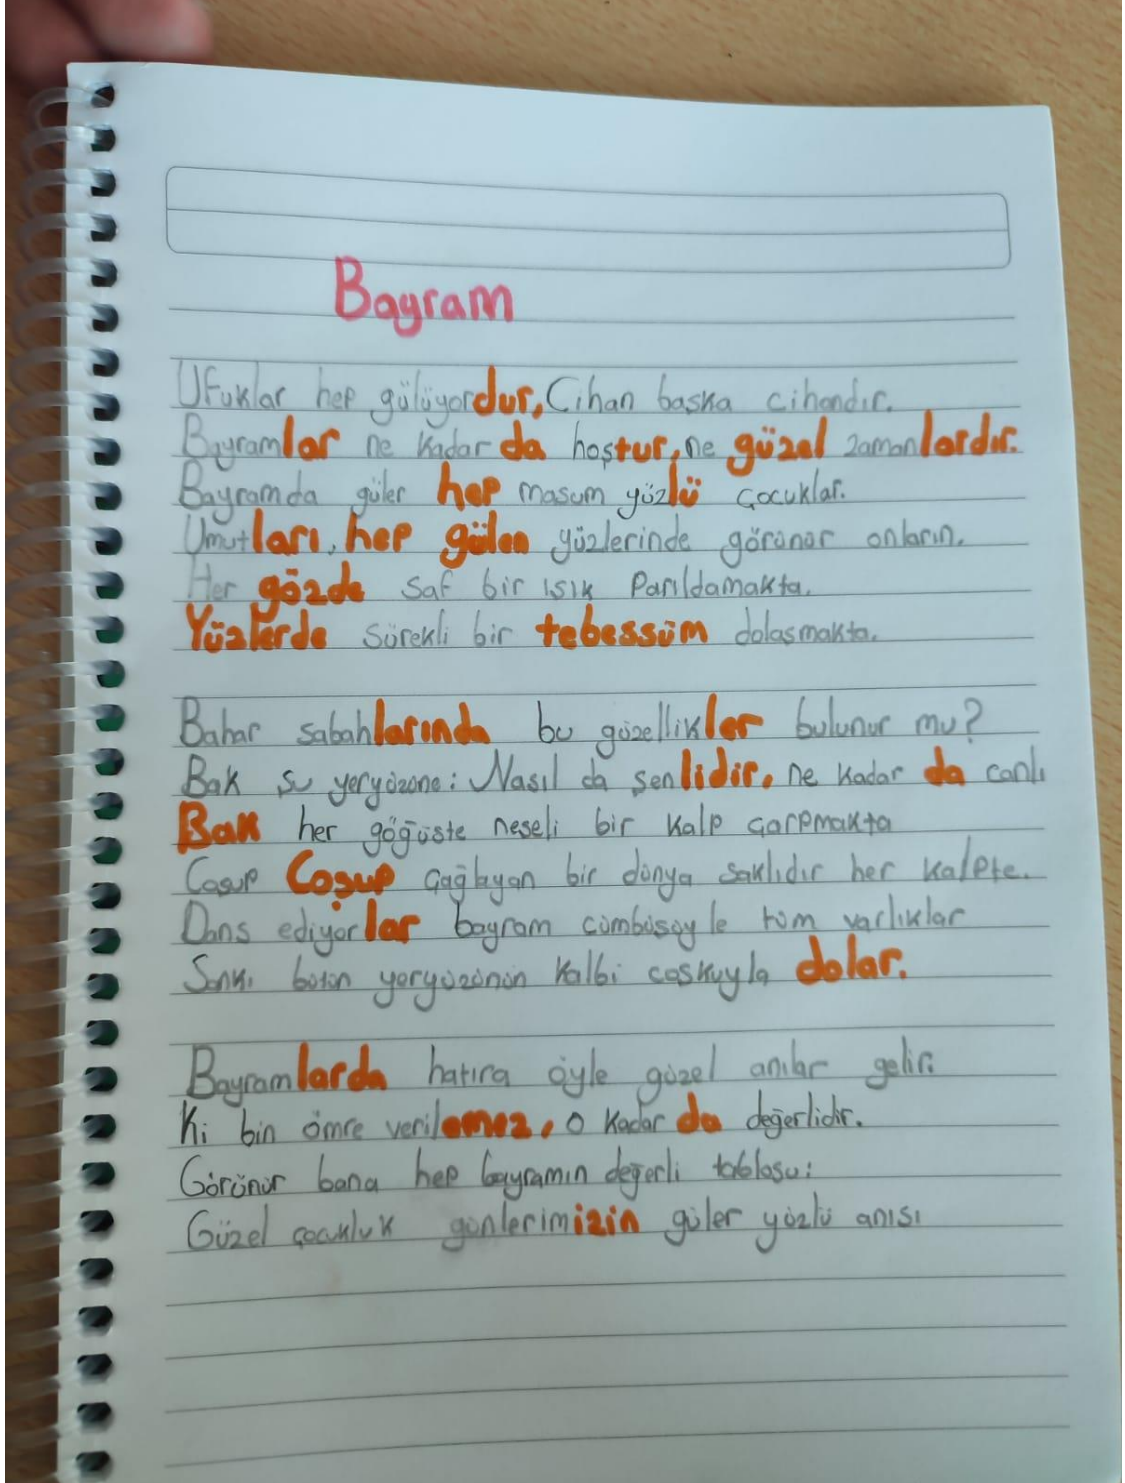 Bayram
Ufuklar hep gülüyordur, Cihan başka cihandır.
Bayramlar ne kadar da hoştur, ne güzel zamanlardır.
Bayramda güler hep masum yüzlü çocuklar.
Umutları, hep gülen yüzlerinde görünür onların.
Her gözde saf bir ışık Parıldamakta.
Yüzlerde sürekli bir tebessüm dolaşmakta.
Bahar sabahlarında bu güzellikler bulunur mu?
Bak şu yeryüzüne: Nasıl da şenlidir, ne kadar da canlı
Bak her göğüste neşeli bir kalp çarpmakta
Coşup Coşup çağlayan bir dünya saklıdır her kalpte.
Dans ediyorlar bayram cümbüşüyle tüm varlıklar
Sanki bütün yeryüzünün kalbi coşkuyla dolar.
Bayramlarda hatıra öyle güzel anılar gelir:
Ki bin ömre verilemez, o kadar da değerlidir.
Görünür bana hep bayramın değerli tablosu:
Güzel çocukluk günlerimizin güler yüzlü anısı